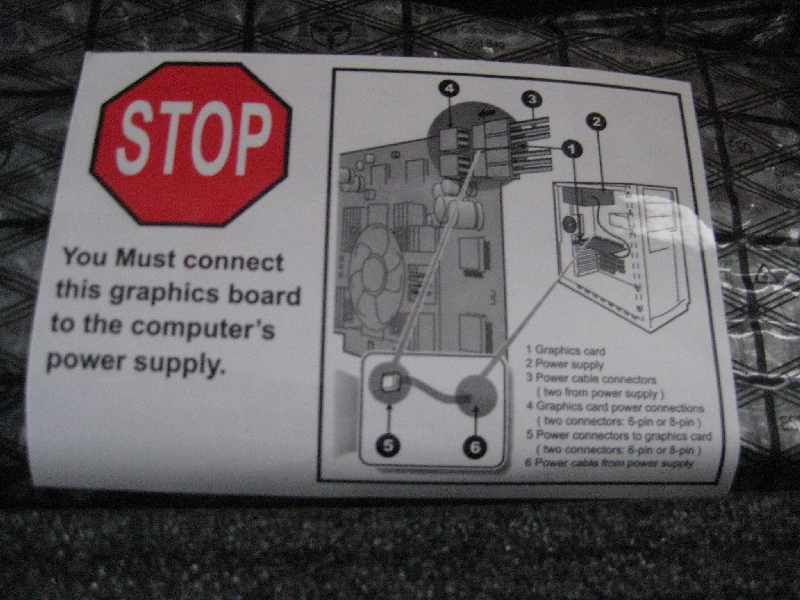 STOP
You Must connect
this graphics board
to the computer's
power supply.
4
3
2
1
5
6
1 Graphics card
2 Power supply
3 Power cable connectors
( two from power supply )
4 Graphics card power connections
( two connectors: 6-pin or 8-pin )
5 Power connectors to graphics card
( two connectors: 6-pin or 8-pin )
6 Power cable from power supply